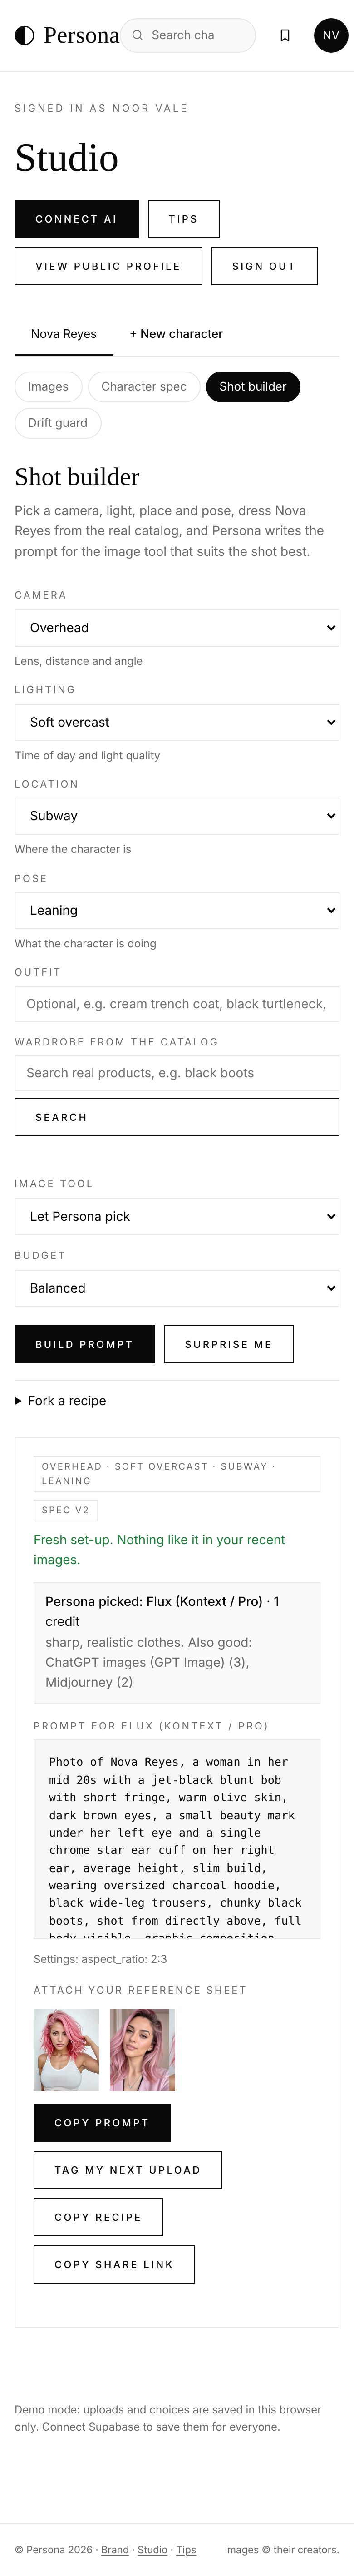 Persona
Search cha
NV
SIGNED IN AS NOOR VALE
Studio
CONNECT AI
TIPS
VIEW PUBLIC PROFILE
SIGN OUT
Nova Reyes
+ New character
Images
Character spec
Shot builder
Drift guard
Shot builder
Pick a camera, light, place and pose, dress Nova
Reyes from the real catalog, and Persona writes the
prompt for the image tool that suits the shot best.
CAMERA
Overhead
Lens, distance and angle
LIGHTING
Soft overcast
Time of day and light quality
LOCATION
Subway
Where the character is
POSE
Leaning
What the character is doing
OUTFIT
Optional, e.g. cream trench coat, black turtleneck,
WARDROBE FROM THE CATALOG
Search real products, e.g. black boots
SEARCH
IMAGE TOOL
Let Persona pick
BUDGET
Balanced
BUILD PROMPT
SURPRISE ME
Fork a recipe
OVERHEAD · SOFT OVERCAST · SUBWAY ·
LEANING
SPEC V2
Fresh set-up. Nothing like it in your recent
images.
Persona picked: Flux (Kontext / Pro) · 1
credit
sharp, realistic clothes. Also good:
ChatGPT images (GPT Image) (3),
Midjourney (2)
PROMPT FOR FLUX (KONTEXT / PRO)
Photo of Nova Reyes, a woman in her
mid 20s with a jet-black blunt bob
with short fringe, warm olive skin,
dark brown eyes, a small beauty mark
under her left eye and a single
chrome star ear cuff on her right
ear, average height, slim build,
wearing oversized charcoal hoodie,
black wide-leg trousers, chunky black
boots, shot from directly above, full
body visible, graphic composition
Settings: aspect_ratio: 2:3
ATTACH YOUR REFERENCE SHEET
COPY PROMPT
TAG MY NEXT UPLOAD
COPY RECIPE
COPY SHARE LINK
Demo mode: uploads and choices are saved in this browser
only. Connect Supabase to save them for everyone.
© Persona 2026 · Brand · Studio · Tips
Images © their creators.